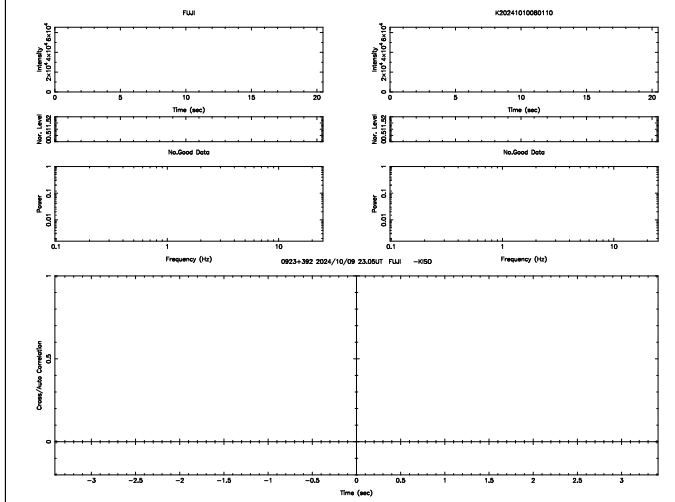 FUJI
K20241010080110
Intensity
2×10⁴ 4×10⁴ 6×10⁴
0 5 10 15 20
Time (sec)
Intensity
2×10⁴ 4×10⁴ 6×10⁴
0 5 10 15 20
Time (sec)
Nor. Level
00.511.52
Nor. Level
00.511.52
No.Good Data
No.Good Data
Power
1
0.1
0.01
0.1 1 10
Frequency (Hz)
Power
1
0.1
0.01
0.1 1 10
Frequency (Hz)
0923+392 2024/10/09 23.05UT FUJI -KISO
Cross/Auto Correlation
1
0.5
0
-3 -2.5 -2 -1.5 -1 -0.5 0 0.5 1 1.5 2 2.5 3
Time (sec)